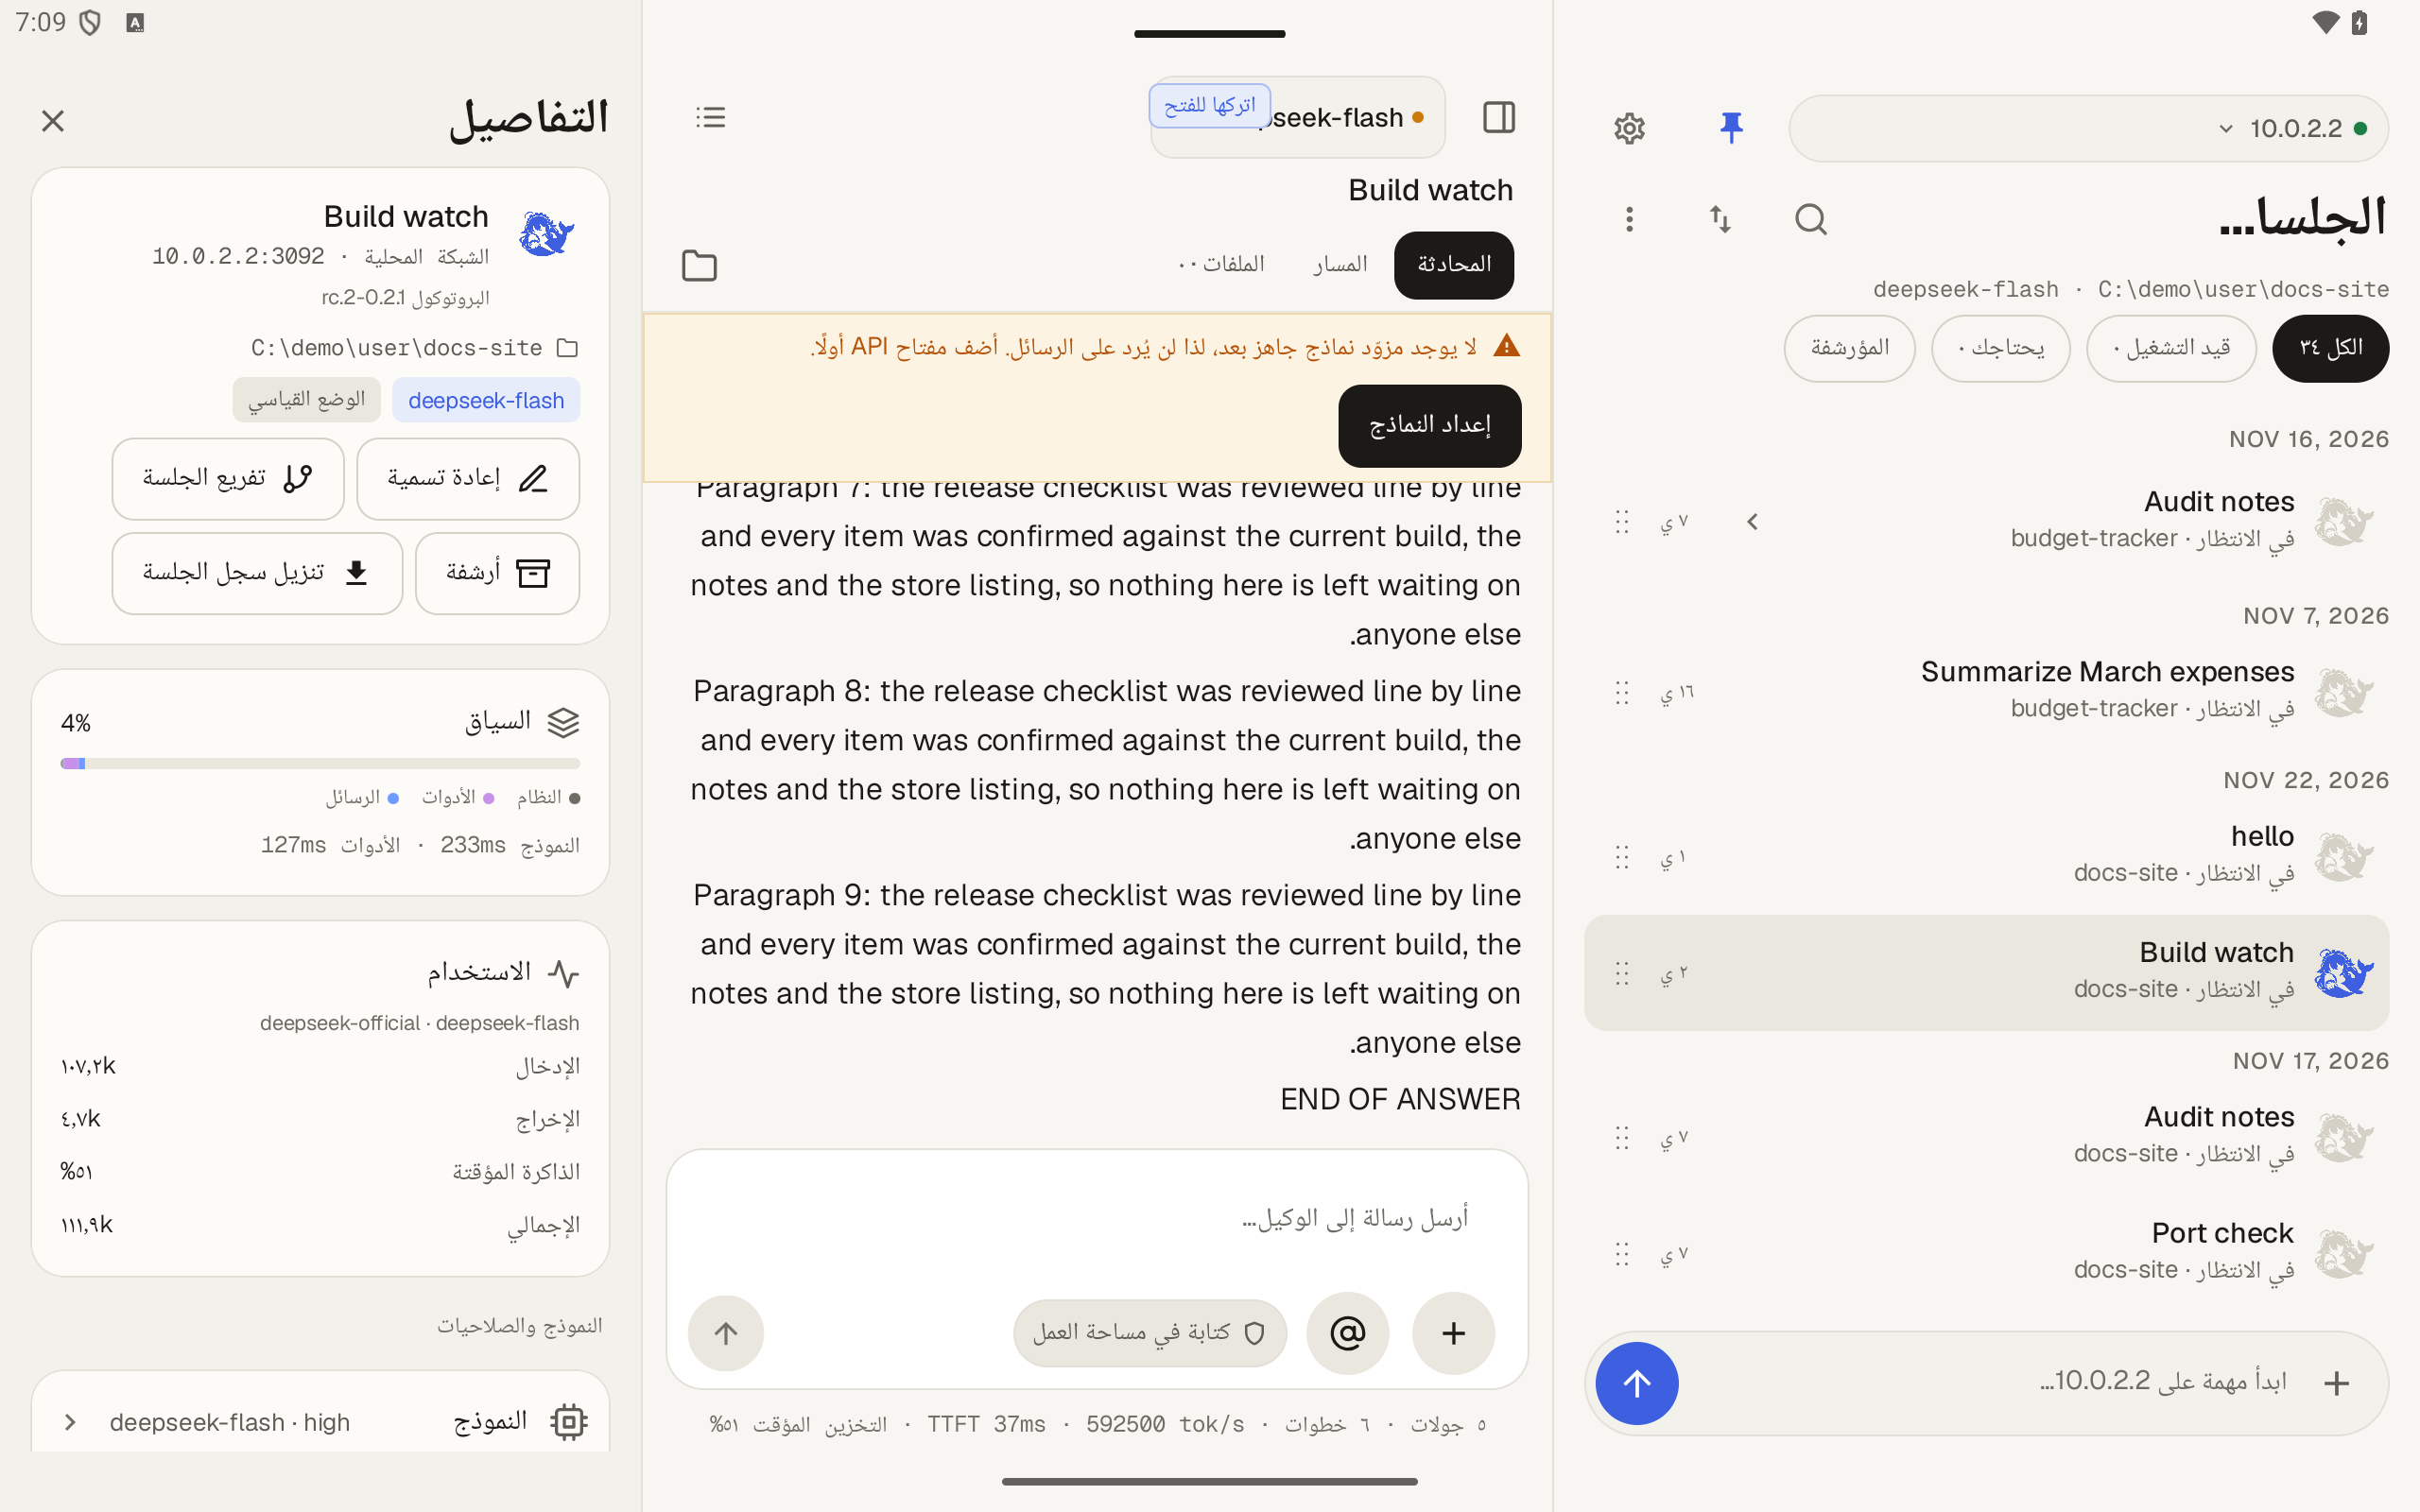 7:09
10.0.2.2
الجلسا...
deepseek-flash · C:\demo\user\docs-site
الكل ٣٤
قيد التشغيل ·
يحتاجك ·
المؤرشفة
NOV 16, 2026
Audit notes
في الانتظار · budget-tracker
٧ ي
NOV 7, 2026
Summarize March expenses
في الانتظار · budget-tracker
١٦ ي
NOV 22, 2026
hello
في الانتظار · docs-site
١ ي
Build watch
في الانتظار · docs-site
٢ ي
NOV 17, 2026
Audit notes
في الانتظار · docs-site
٧ ي
Port check
في الانتظار · docs-site
٧ ي
ابدأ مهمة على 10.0.2.2...
seek-flash
اتركها للفتح
Build watch
المحادثة
المسار
الملفات ٠٠
لا يوجد مزوّد نماذج جاهز بعد، لذا لن يُرد على الرسائل. أضف مفتاح API أولًا.
إعداد النماذج
Paragraph 7: the release checklist was reviewed line by line
and every item was confirmed against the current build, the
notes and the store listing, so nothing here is left waiting on
anyone else.
Paragraph 8: the release checklist was reviewed line by line
and every item was confirmed against the current build, the
notes and the store listing, so nothing here is left waiting on
anyone else.
Paragraph 9: the release checklist was reviewed line by line
and every item was confirmed against the current build, the
notes and the store listing, so nothing here is left waiting on
anyone else.
END OF ANSWER
أرسل رسالة إلى الوكيل...
كتابة في مساحة العمل
٥ جولات · ٦ خطوات · TTFT 37ms · 592500 tok/s · التخزين المؤقت ٥١%
التفاصيل
Build watch
الشبكة المحلية · 10.0.2.2:3092
البروتوكول 0.2.1-rc.2
C:\demo\user\docs-site
deepseek-flash
الوضع القياسي
إعادة تسمية
تفريع الجلسة
أرشفة
تنزيل سجل الجلسة
السياق
4%
النظام
الأدوات
الرسائل
النموذج 233ms · الأدوات 127ms
الاستخدام
deepseek-official · deepseek-flash
الإدخال ١٠٧٫٢k
الإخراج ٤٫٧k
الذاكرة المؤقتة ٥١%
الإجمالي ١١١٫٩k
النموذج والصلاحيات
النموذج
deepseek-flash · high